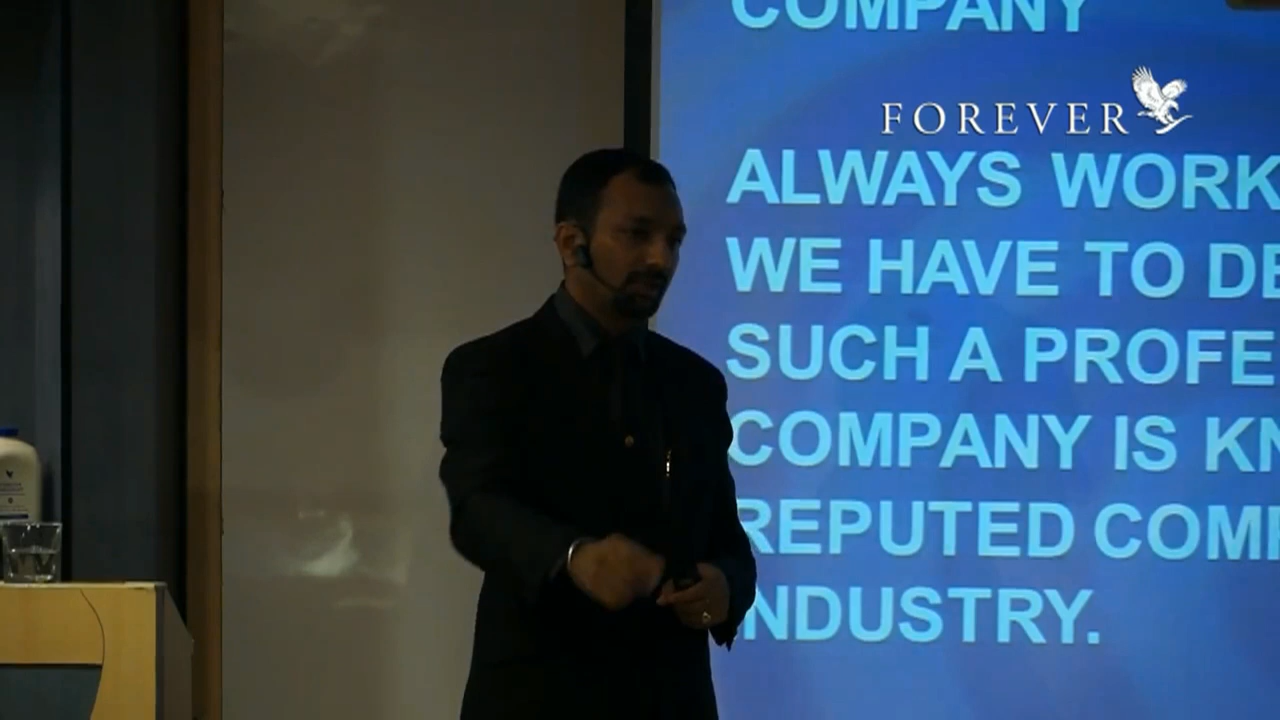 COMPANY
FOREVER
ALWAYS WORK
WE HAVE TO DE
SUCH A PROFE
COMPANY IS KN
REPUTED COM
INDUSTRY.